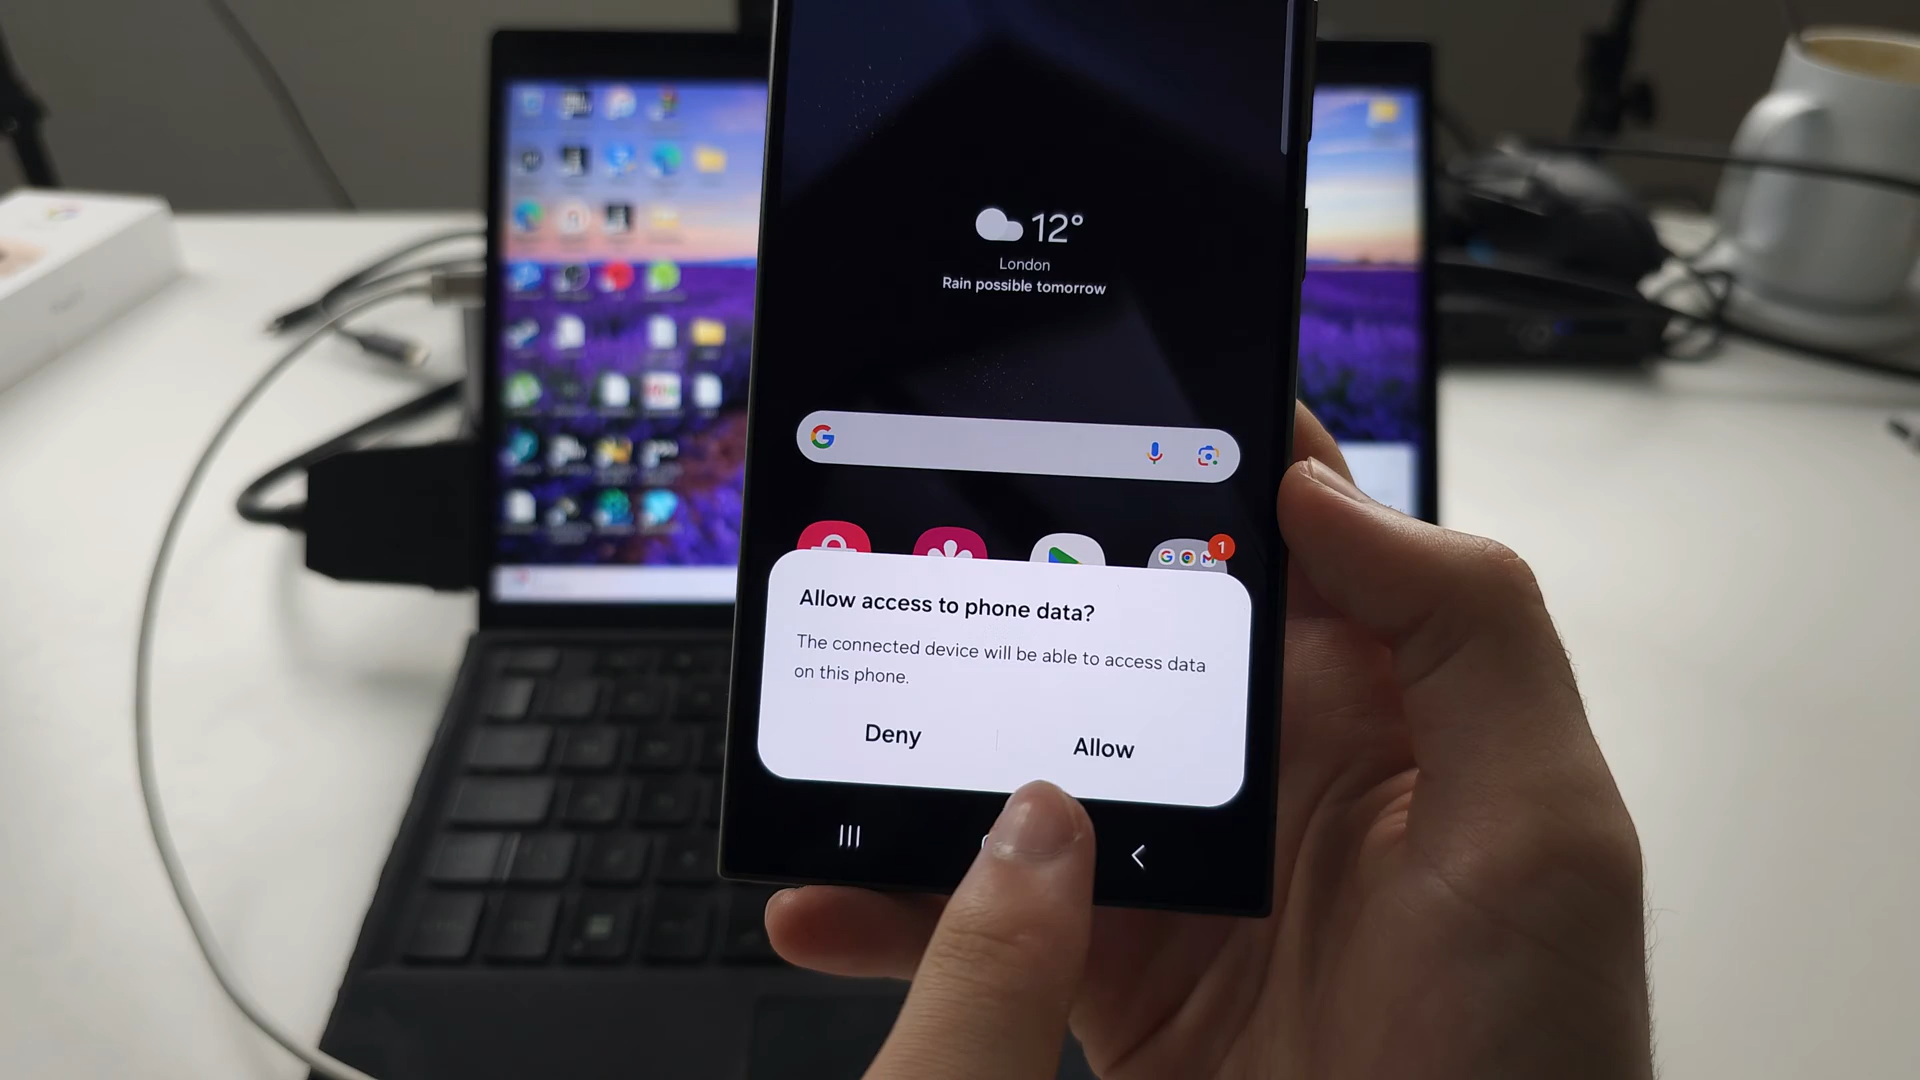 12°
London
Rain possible tomorrow
1
Allow access to phone data?
The connected device will be able to access data
on this phone.
Deny
Allow